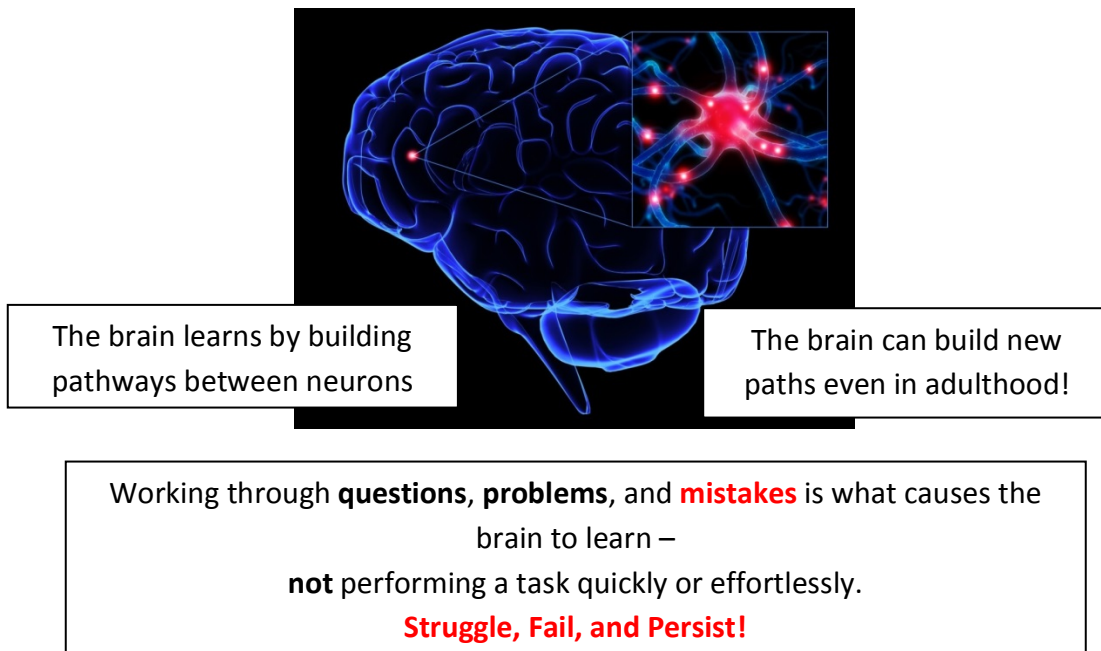 The brain learns by building
pathways between neurons
The brain can build new
paths even in adulthood!
Working through questions, problems, and mistakes is what causes the
brain to learn –
not performing a task quickly or effortlessly.
Struggle, Fail, and Persist!